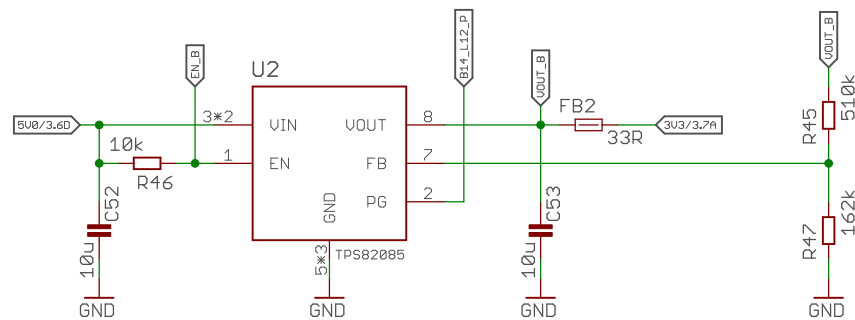 5V0/3.6D
EN_B
10k
R46
C52
10u
GND
U2
3*2
VIN
1
EN
GND
5*3
GND
VOUT
8
FB
7
PG
2
TPS82085
B14_L12_P
VOUT_B
FB2
33R
3V3/3.7A
C53
10u
GND
VOUT_B
R45
510k
R47
162k
GND